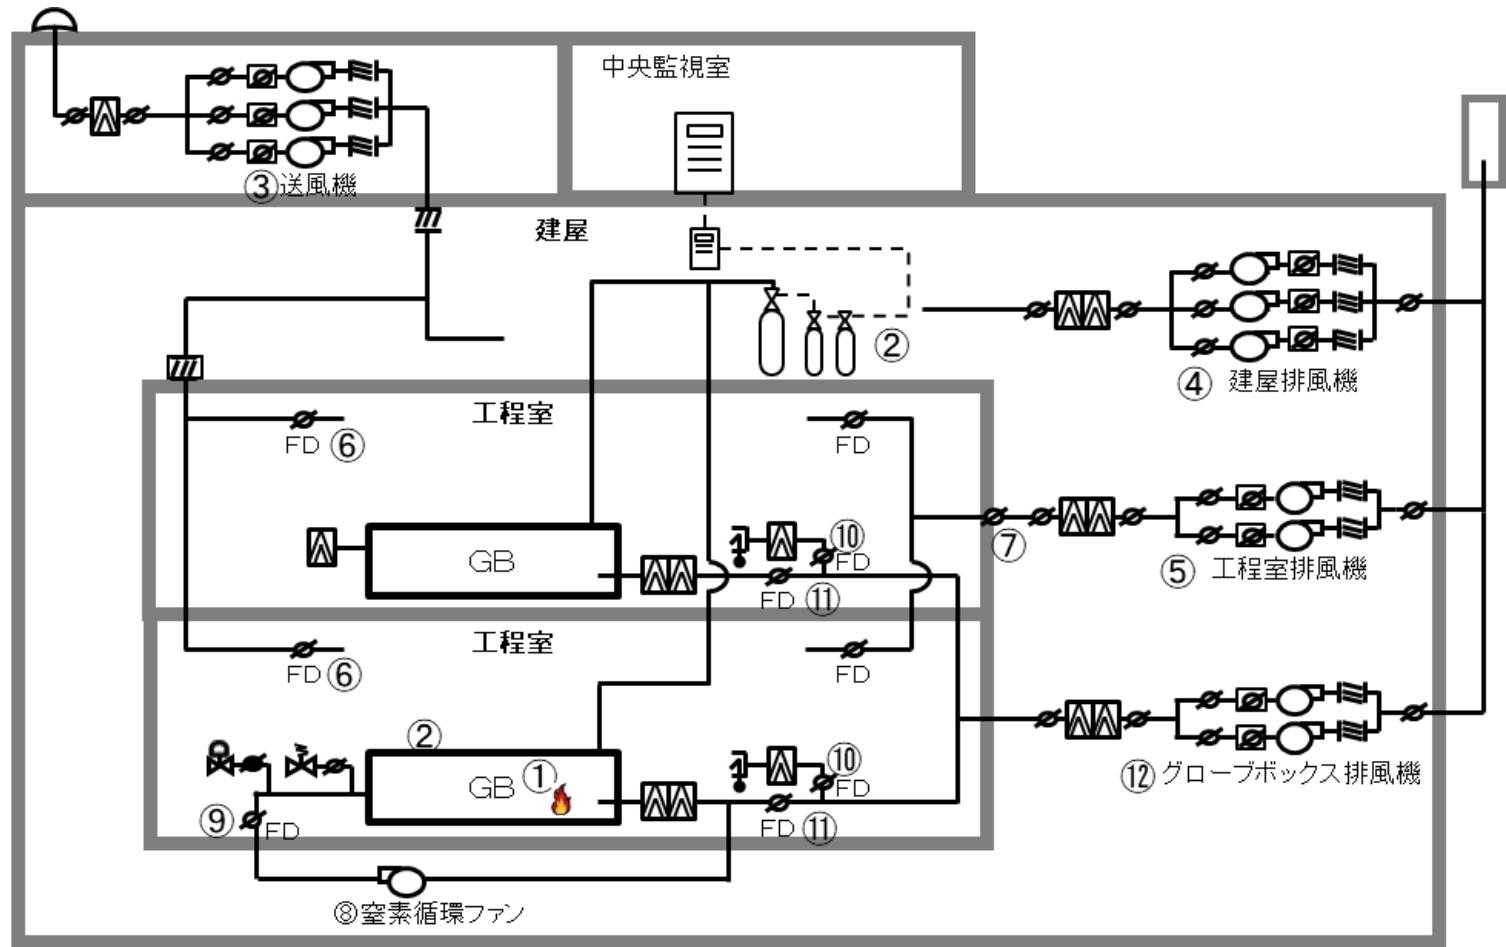 中央監視室
③送風機
建屋
②
④ 建屋排風機
工程室
FD ⑥
FD
GB
⑩
FD
FD ⑪
⑦
⑤ 工程室排風機
工程室
FD ⑥
FD
②
GB ①
⑩
FD
FD ⑪
⑨ FD
⑫グローブボックス排風機
⑧窒素循環ファン